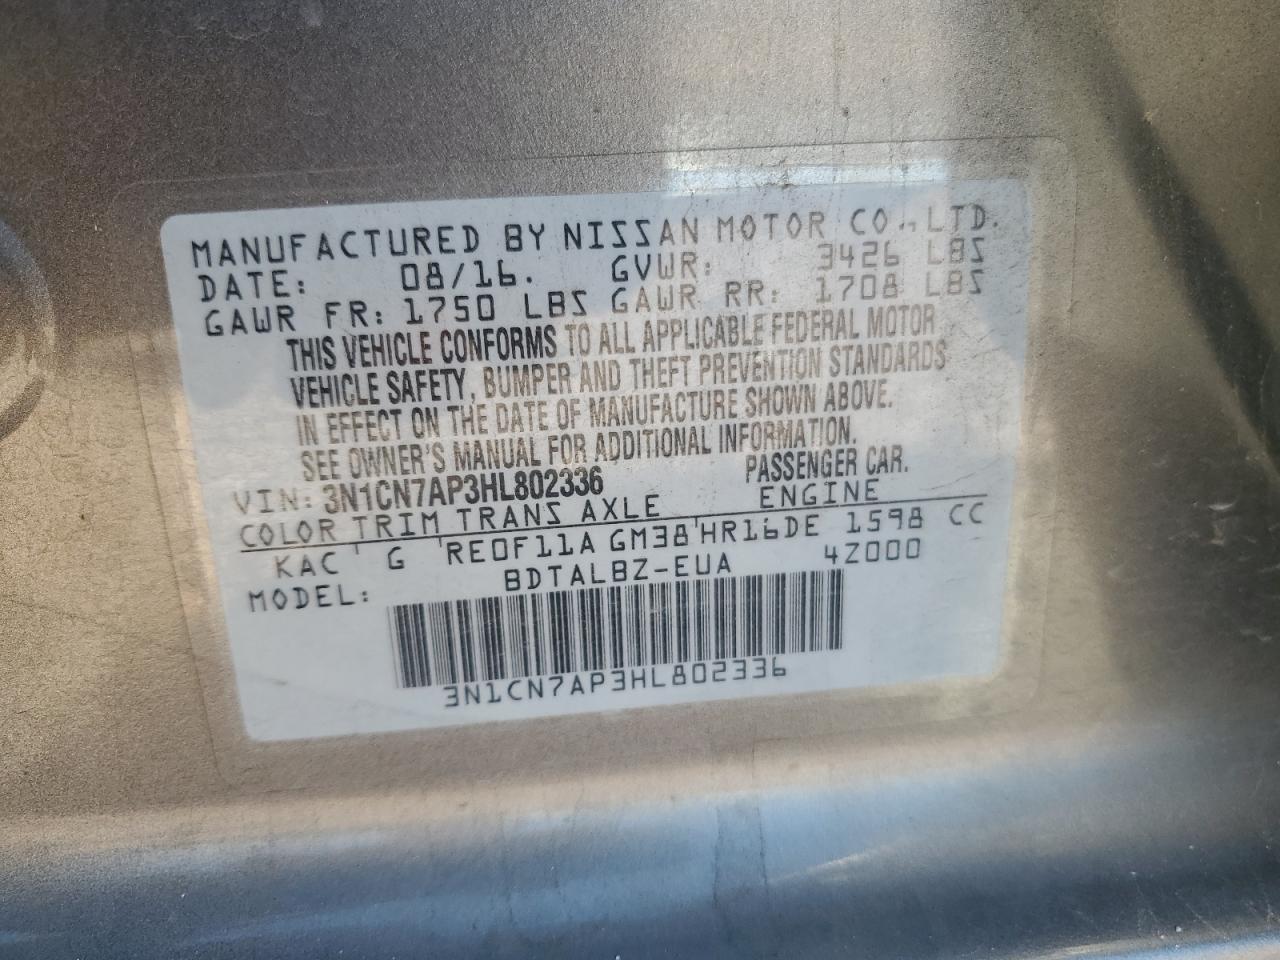 MANUFACTURED BY NISSAN MOTOR CO., LTD.
DATE: 08/16. GVWR: 3426 LBS
GAWR FR: 1750 LBS GAWR RR: 1708 LBS
THIS VEHICLE CONFORMS TO ALL APPLICABLE FEDERAL MOTOR
VEHICLE SAFETY, BUMPER AND THEFT PREVENTION STANDARDS
IN EFFECT ON THE DATE OF MANUFACTURE SHOWN ABOVE.
SEE OWNER'S MANUAL FOR ADDITIONAL INFORMATION.
VIN: 3N1CN7AP3HL802336 PASSENGER CAR.
COLOR TRIM TRANS AXLE ENGINE
KAC G RE0F11A GM38 HR16DE 1598 CC
MODEL: BDTALBZ-EUA 4Z000
3N1CN7AP3HL802336